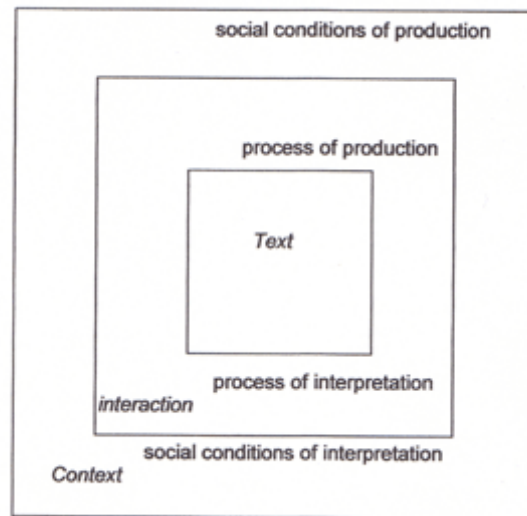 social conditions of production
process of production
Text
process of interpretation
interaction
social conditions of interpretation
Context